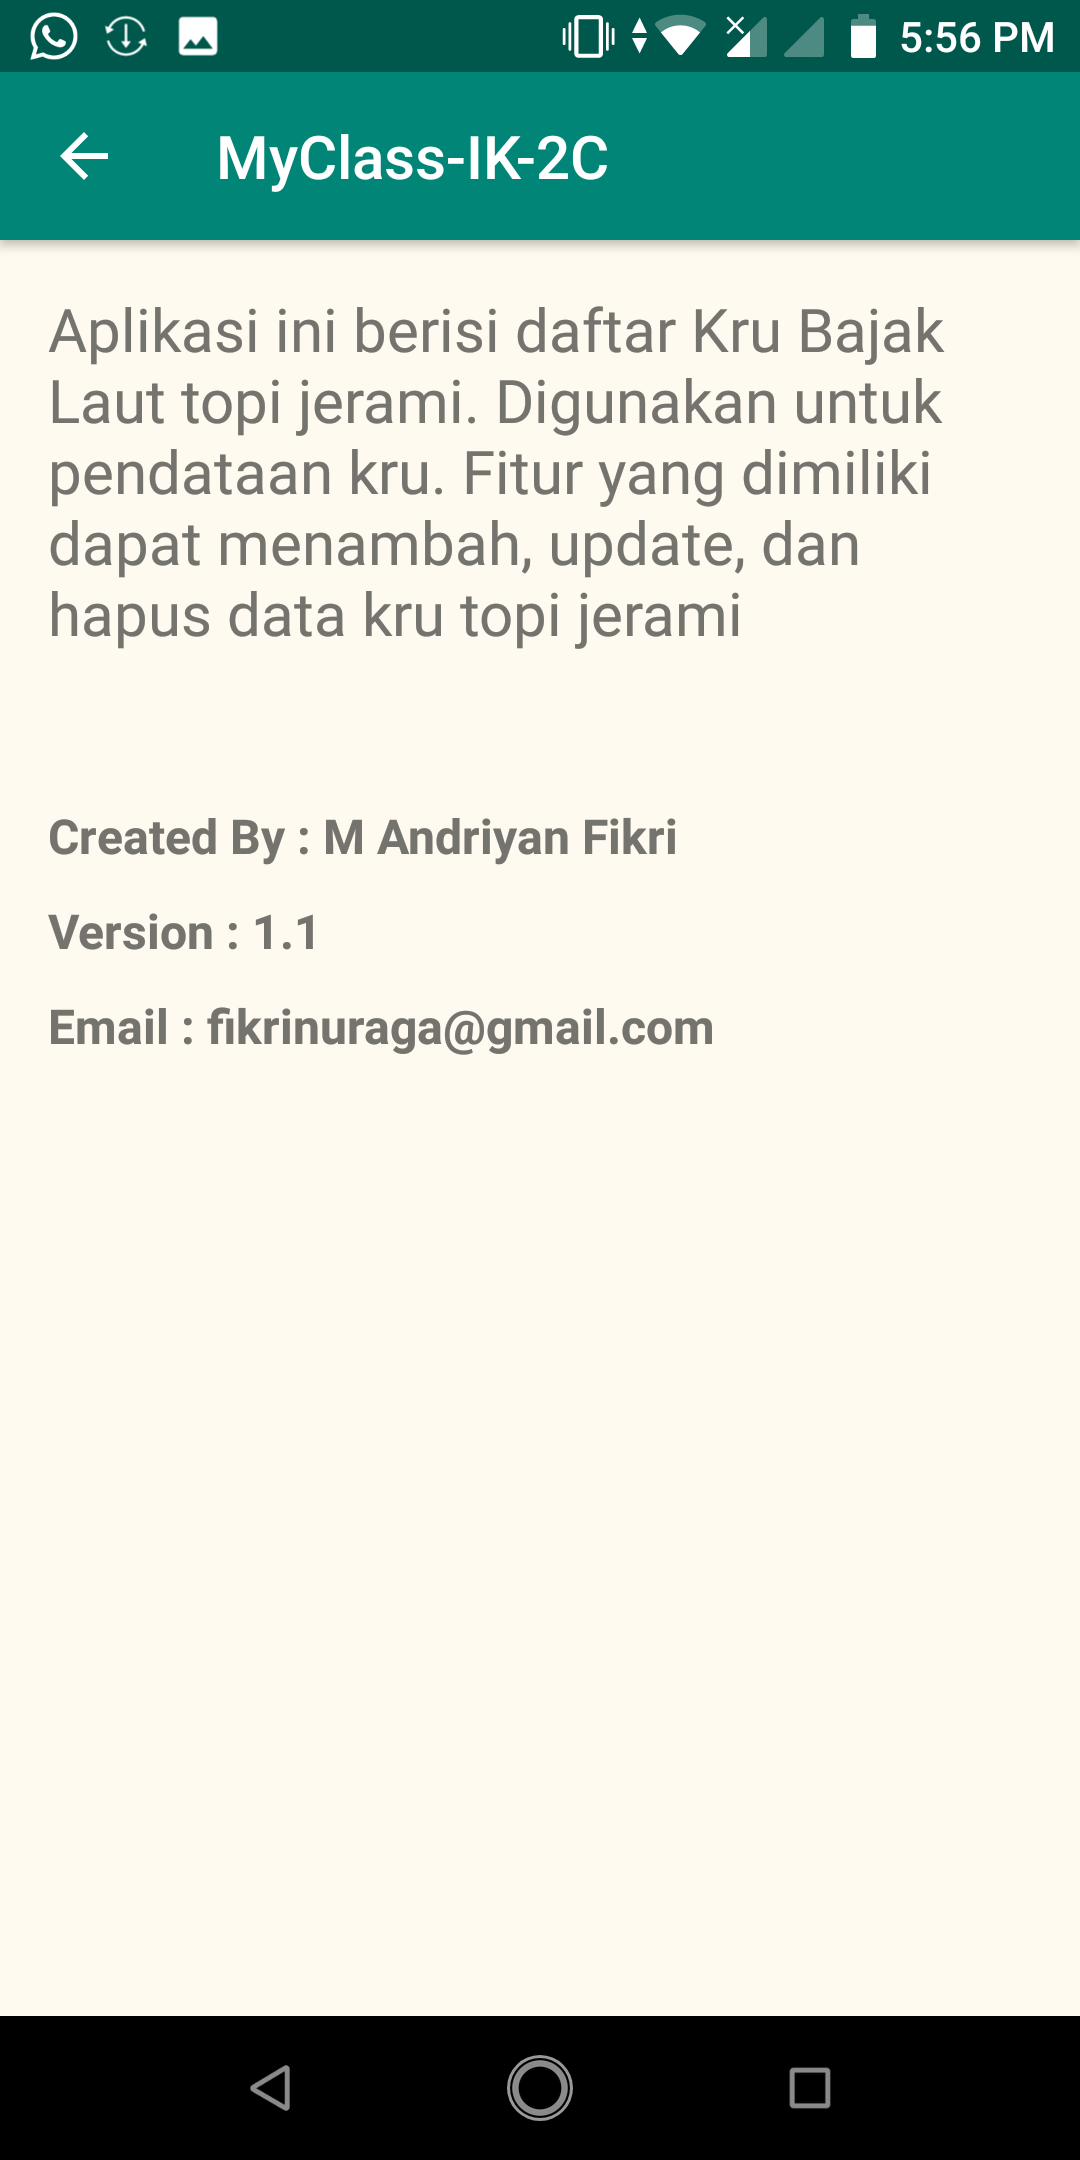 5:56 PM
MyClass-IK-2C
Aplikasi ini berisi daftar Kru Bajak
Laut topi jerami. Digunakan untuk
pendataan kru. Fitur yang dimiliki
dapat menambah, update, dan
hapus data kru topi jerami
Created By : M Andriyan Fikri
Version : 1.1
Email : fikrinuraga@gmail.com